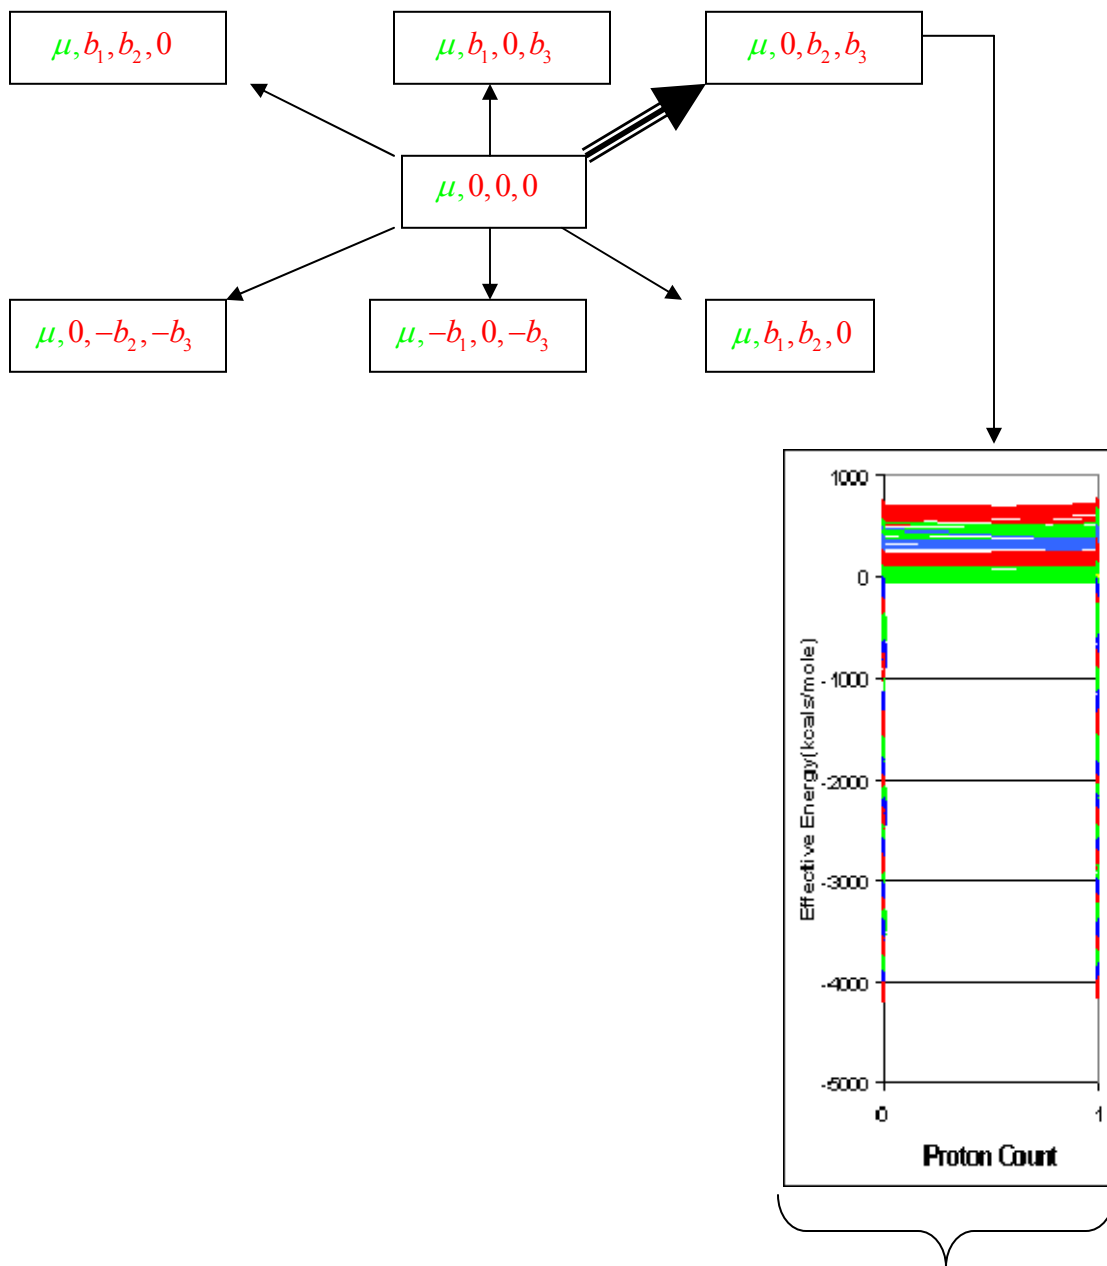 μ, b₁, b₂, 0
μ, b₁, 0, b₃
μ, 0, b₂, b₃
μ, 0, 0, 0
μ, 0, −b₂, −b₃
μ, −b₁, 0, −b₃
μ, b₁, b₂, 0
1000
0
-1000
-2000
-3000
-4000
-5000
Effective Energy(kcals/mole)
0 1
Proton Count